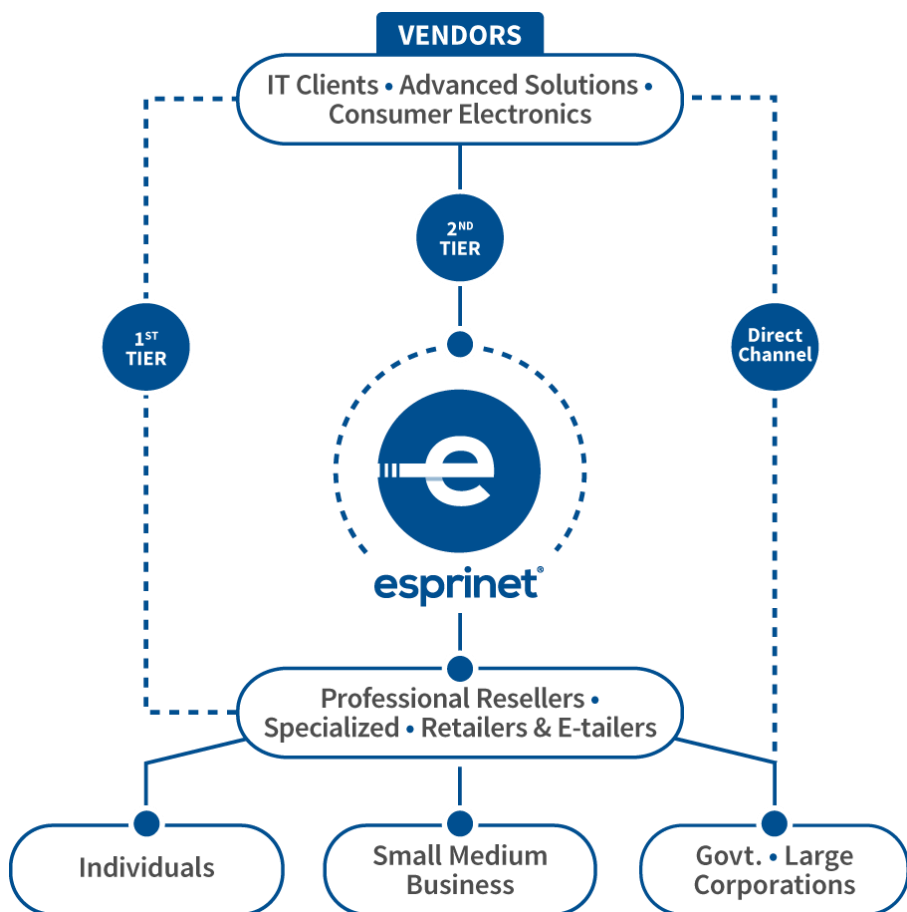 VENDORS
IT Clients • Advanced Solutions •
Consumer Electronics
2ND
TIER
1ST
TIER
Direct
Channel
e
esprinet®
Professional Resellers •
Specialized • Retailers & E-tailers
Individuals
Small Medium
Business
Govt. • Large
Corporations